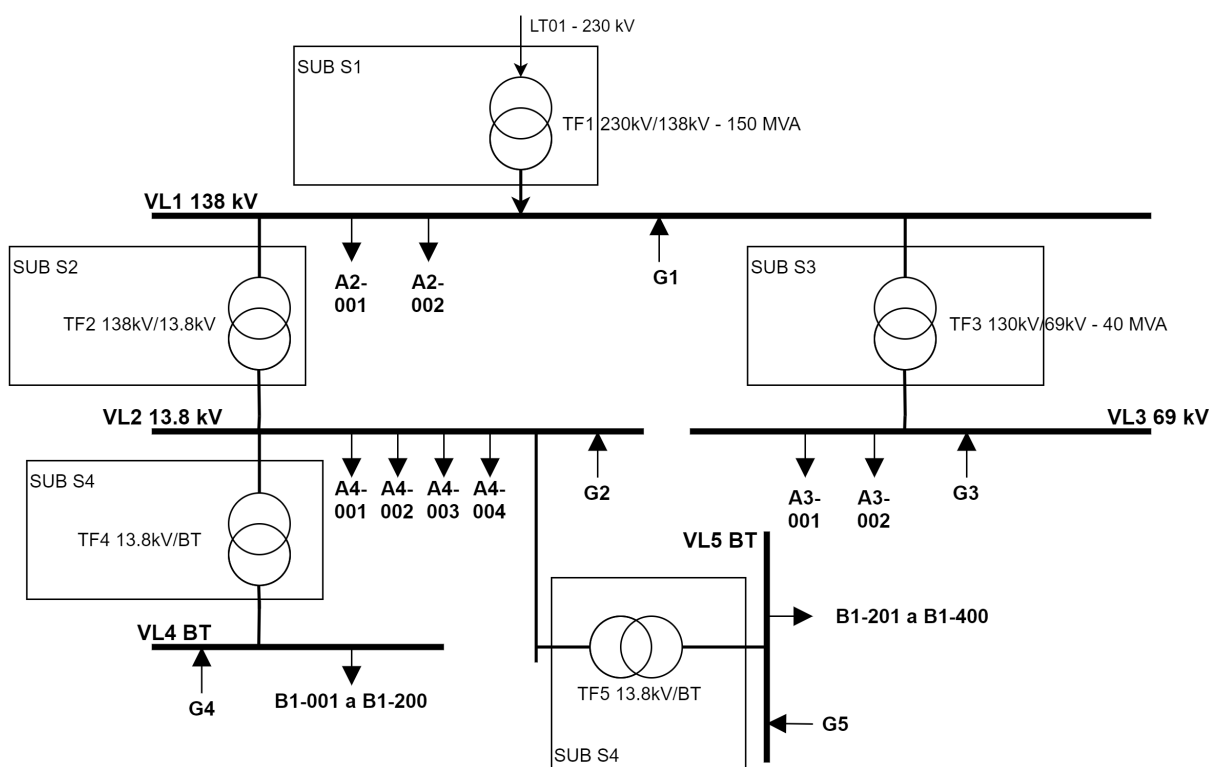 LT01 - 230 kV
SUB S1
TF1 230kV/138kV - 150 MVA
VL1 138 kV
SUB S2
A2-
001
A2-
002
G1
SUB S3
TF2 138kV/13.8kV
TF3 130kV/69kV - 40 MVA
VL2 13.8 kV
VL3 69 kV
SUB S4
A4-
001
A4-
002
A4-
003
A4-
004
G2
A3-
001
A3-
002
G3
TF4 13.8kV/BT
VL5 BT
B1-201 a B1-400
VL4 BT
G4
B1-001 a B1-200
TF5 13.8kV/BT
G5
SUB S4